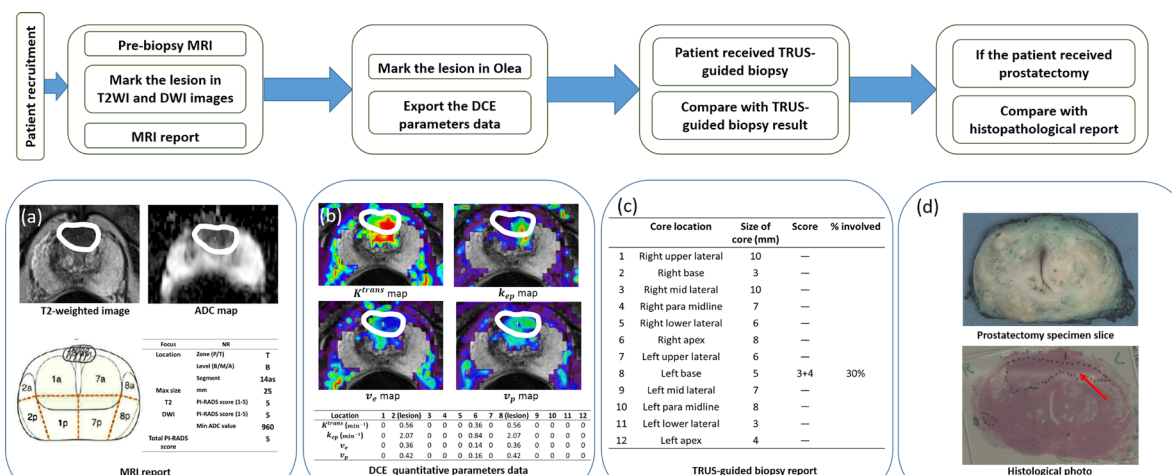 Patient recruitment
Pre-biopsy MRI
Mark the lesion in
T2WI and DWI images
MRI report
Mark the lesion in Olea
Export the DCE
parameters data
Patient received TRUS-
guided biopsy
Compare with TRUS-
guided biopsy result
If the patient received
prostatectomy
Compare with
histopathological report
(a)
T2-weighted image
ADC map
2a
1a
7a
8a
2p
1p
7p
8p
Focus NR
Location Zone (P/T) T
Level (B/M/A) B
Segment 14as
Max size mm 25
T2 PI-RADS score (1-5) 5
DWI PI-RADS score (1-5) 5
Min ADC value 960
Total PI-RADS 5
score
MRI report
(b)
K^trans map
k_ep map
v_e map
v_p map
Location 1 2 (lesion) 3 4 5 6 7 8 (lesion) 9 10 11 12
K^trans (min⁻¹) 0 0.56 0 0 0 0.36 0 0.56 0 0 0 0
k_ep (min⁻¹) 0 2.07 0 0 0 0.84 0 2.07 0 0 0 0
v_e 0 0.36 0 0 0 0.14 0 0.36 0 0 0 0
v_p 0 0.42 0 0 0 0.16 0 0.42 0 0 0 0
DCE quantitative parameters data
(c)
Core location Size of Score % involved
core (mm)
1 Right upper lateral 10 —
2 Right base 3 —
3 Right mid lateral 10 —
4 Right para midline 7 —
5 Right lower lateral 6 —
6 Right apex 8 —
7 Left upper lateral 6 —
8 Left base 5 3+4 30%
9 Left mid lateral 7 —
10 Left para midline 8 —
11 Left lower lateral 3 —
12 Left apex 4 —
TRUS-guided biopsy report
(d)
Prostatectomy specimen slice
R
L
Histological photo